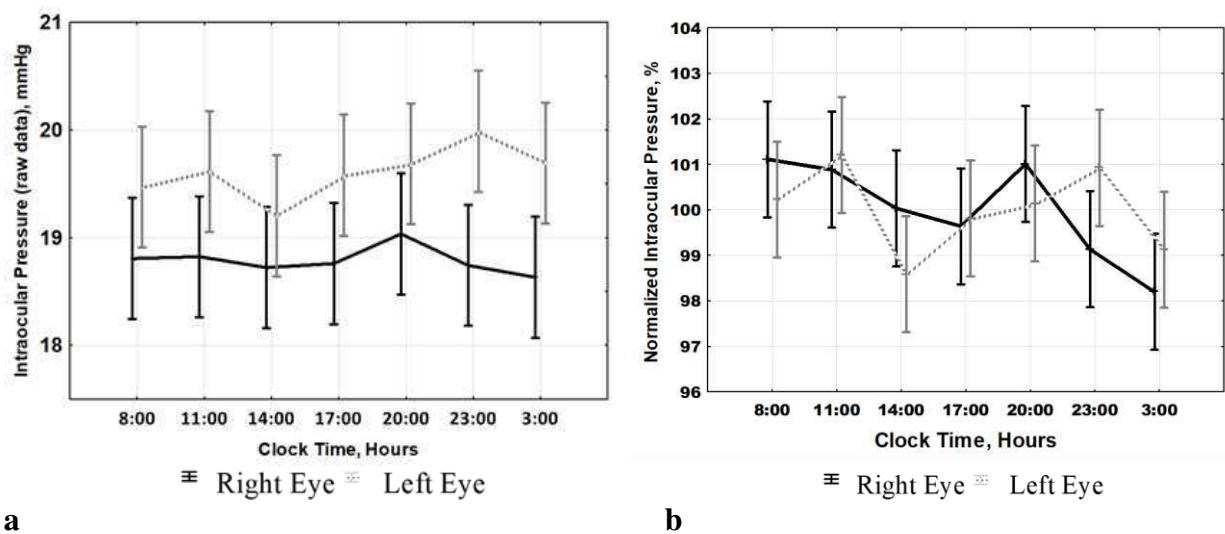 21
20
19
18
Intraocular Pressure (raw data), mmHg
8:00 11:00 14:00 17:00 20:00 23:00 3:00
Clock Time, Hours
Right Eye Left Eye
a
104
103
102
101
100
99
98
97
96
Normalized Intraocular Pressure, %
8:00 11:00 14:00 17:00 20:00 23:00 3:00
Clock Time, Hours
Right Eye Left Eye
b